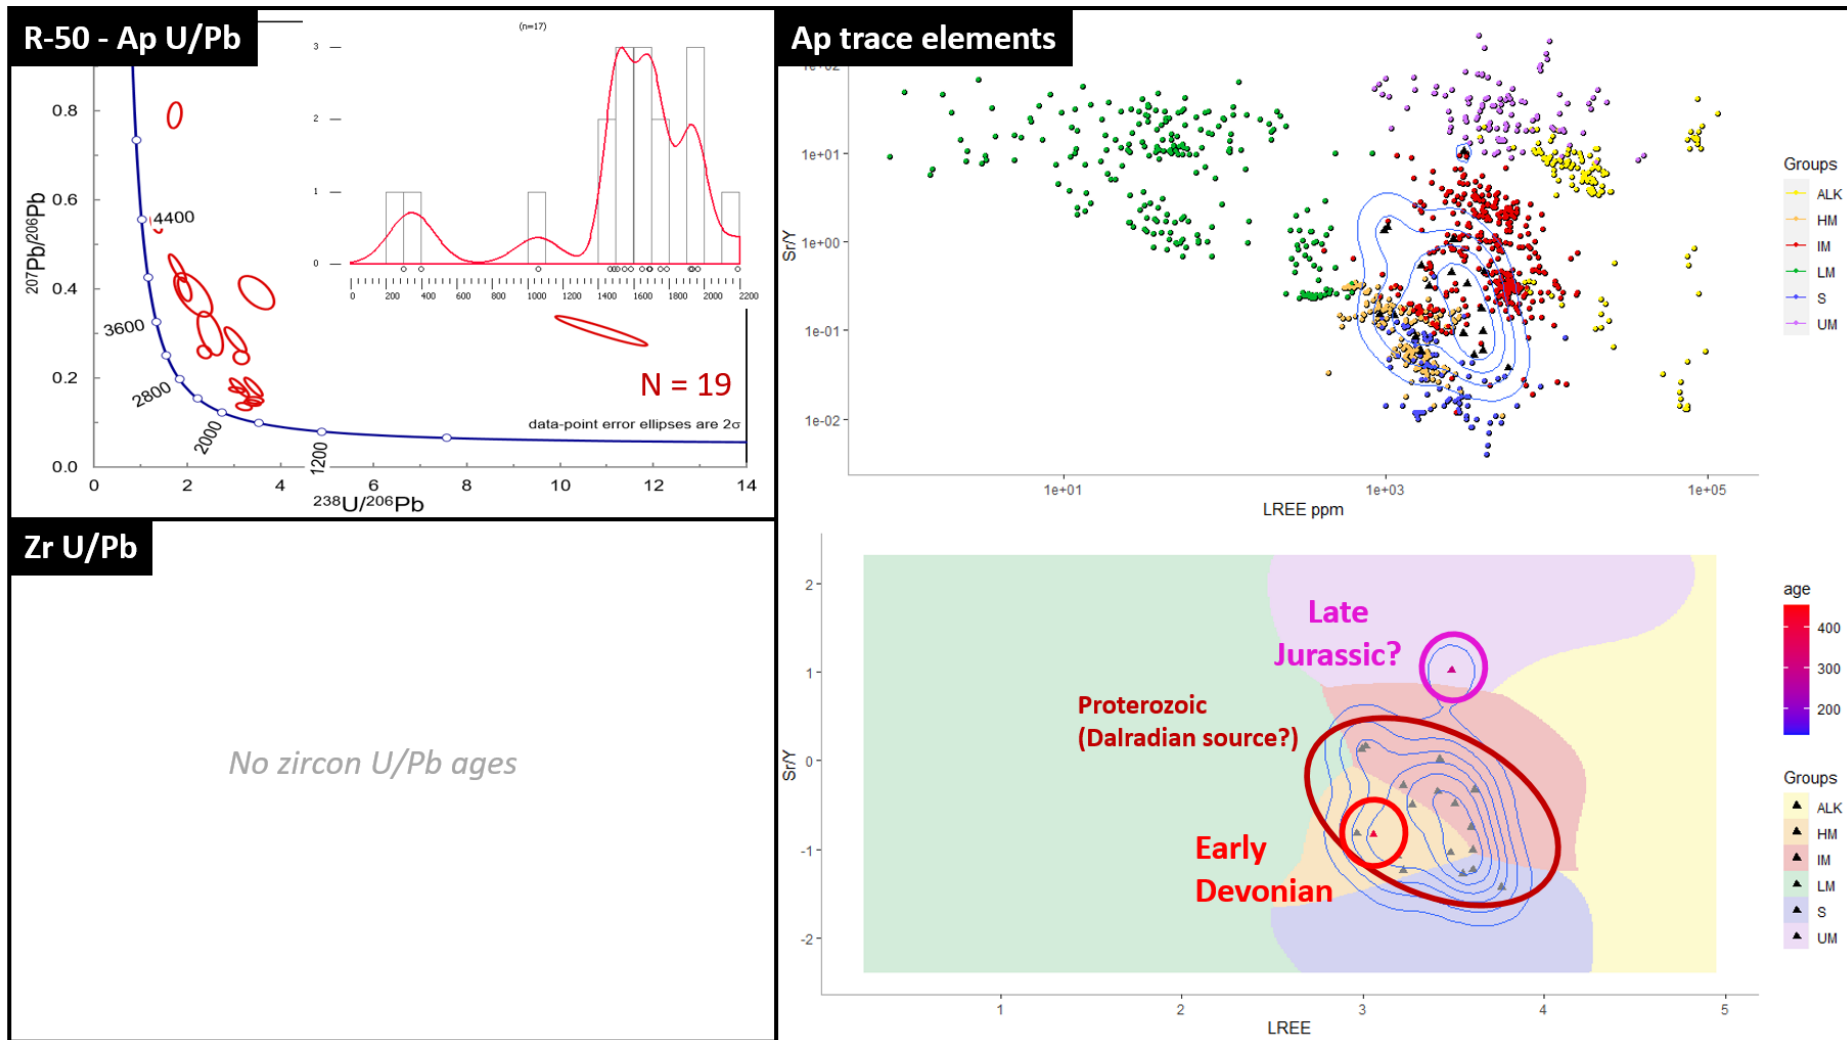 R-50 - Ap U/Pb
(n=17)
3
2
1
0
0 200 400 600 800 1000 1200 1400 1600 1800 2000 2200
207Pb/206Pb
0.8
0.6
0.4
0.2
0.0
4400
3600
2800
2000
1200
N = 19
data-point error ellipses are 2σ
0 2 4 6 8 10 12 14
238U/206Pb
Zr U/Pb
No zircon U/Pb ages
Ap trace elements
1e+02
1e+01
1e+00
1e-01
1e-02
Sr/Y
1e+01 1e+03 1e+05
LREE ppm
Groups
ALK
HM
IM
LM
S
UM
2
1
0
-1
-2
Sr/Y
Late
Jurassic?
Proterozoic
(Dalradian source?)
Early
Devonian
1 2 3 4 5
LREE
age
400
300
200
Groups
ALK
HM
IM
LM
S
UM